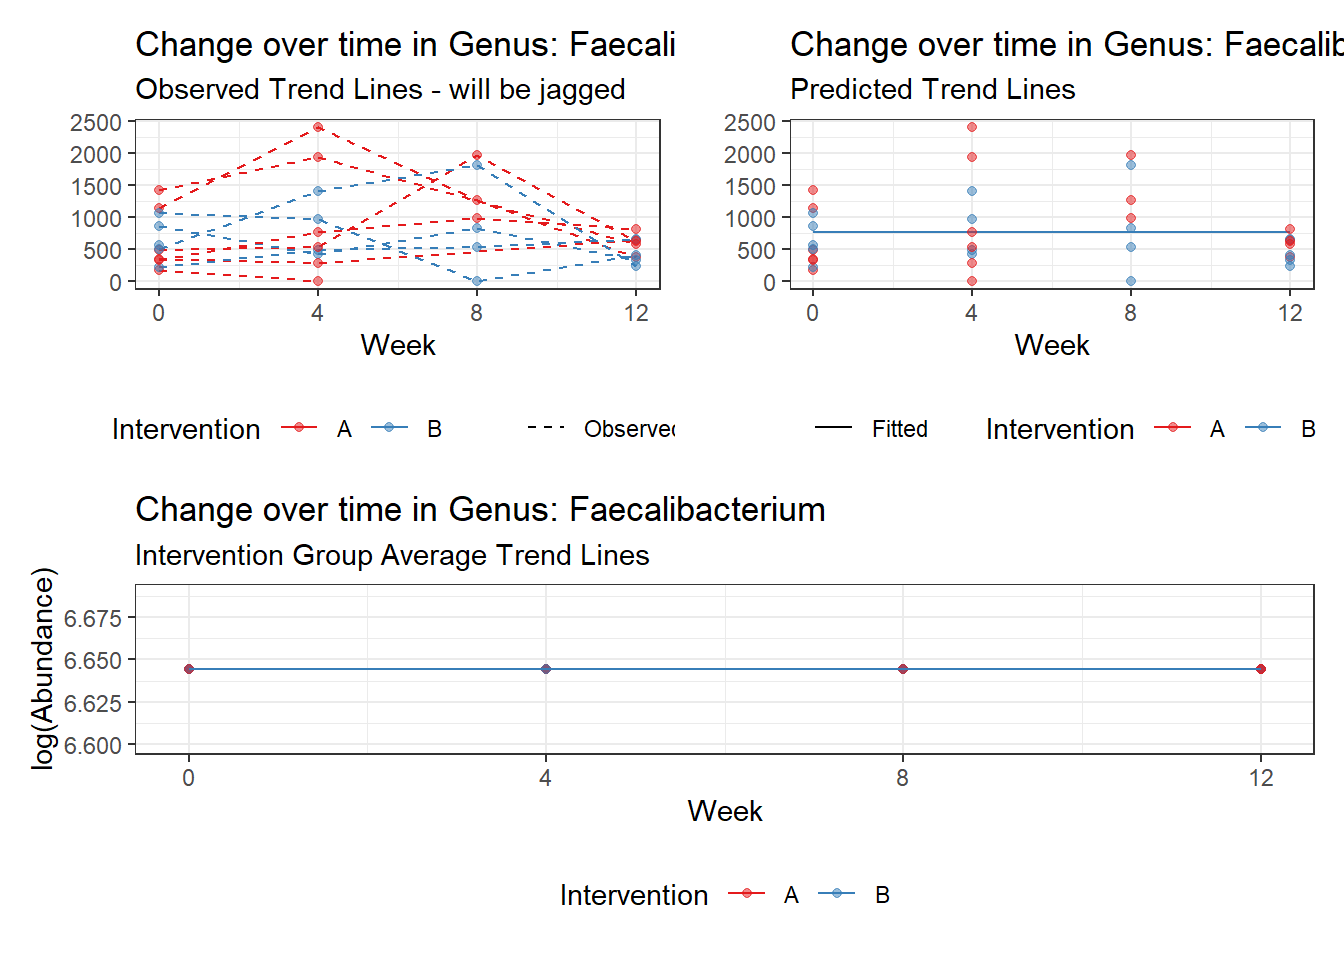 Change over time in Genus: Faecali
Observed Trend Lines - will be jagged
2500
2000
1500
1000
500
0
0 4 8 12
Week
Intervention A B Observed
Change over time in Genus: Faecalib
Predicted Trend Lines
2500
2000
1500
1000
500
0
0 4 8 12
Week
Fitted Intervention A B
Change over time in Genus: Faecalibacterium
Intervention Group Average Trend Lines
log(Abundance)
6.675
6.650
6.625
6.600
0 4 8 12
Week
Intervention A B